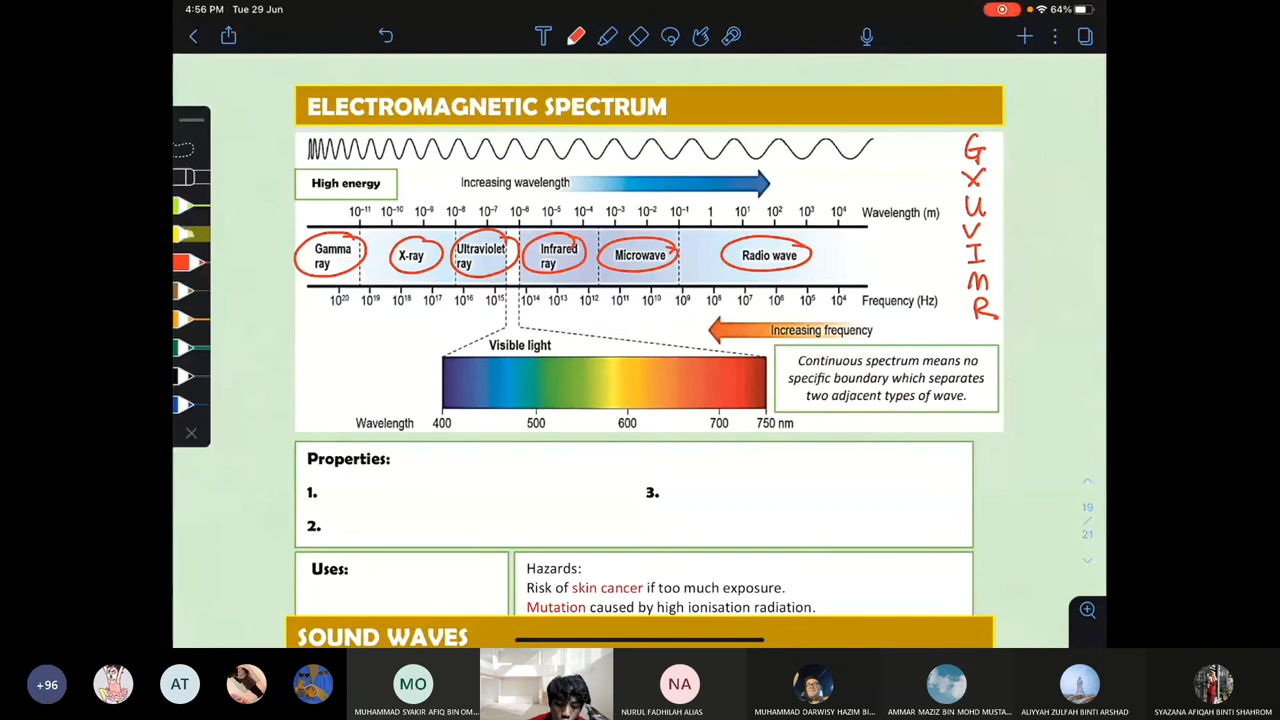 4:56 PM Tue 29 Jun
64%
ELECTROMAGNETIC SPECTRUM
High energy
Increasing wavelength
10⁻¹¹ 10⁻¹⁰ 10⁻⁹ 10⁻⁸ 10⁻⁷ 10⁻⁶ 10⁻⁵ 10⁻⁴ 10⁻³ 10⁻² 10⁻¹ 1 10¹ 10² 10³ 10⁴ Wavelength (m)
Gamma ray
X-ray
Ultraviolet ray
Infrared ray
Microwave
Radio wave
10²⁰ 10¹⁹ 10¹⁸ 10¹⁷ 10¹⁶ 10¹⁵ 10¹⁴ 10¹³ 10¹² 10¹¹ 10¹⁰ 10⁹ 10⁸ 10⁷ 10⁶ 10⁵ 10⁴ Frequency (Hz)
G
X
U
V
I
M
R
Increasing frequency
Visible light
Continuous spectrum means no
specific boundary which separates
two adjacent types of wave.
Wavelength 400 500 600 700 750 nm
Properties:
1. 3.
2.
19
/
21
Uses:
Hazards:
Risk of skin cancer if too much exposure.
Mutation caused by high ionisation radiation.
SOUND WAVES
+96
AT
MO
NA
MUHAMMAD SYAKIR AFIQ BIN OM...
NURUL FADHILAH ALIAS
MUHAMMAD DARWISY HAZIM BI...
AMMAR MAZIZ BIN MOHD MUSTA...
ALIYYAH ZULFAH BINTI ARSHAD
SYAZANA AFIQAH BINTI SHAHROM